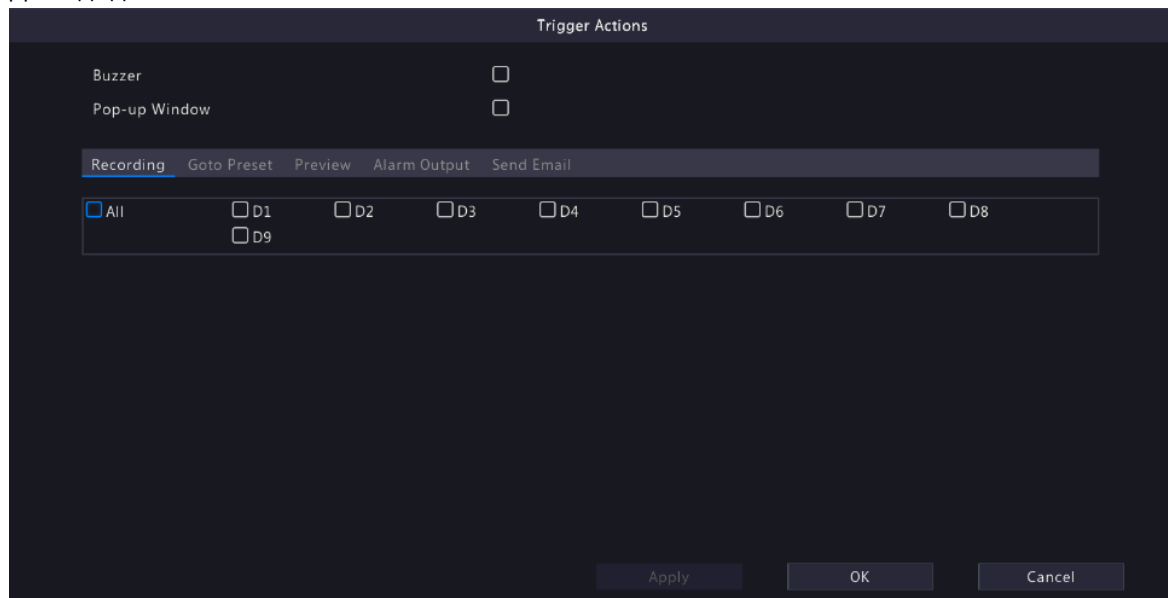 Trigger Actions
Buzzer
Pop-up Window
Recording Goto Preset Preview Alarm Output Send Email
All D1 D2 D3 D4 D5 D6 D7 D8
D9
Apply OK Cancel